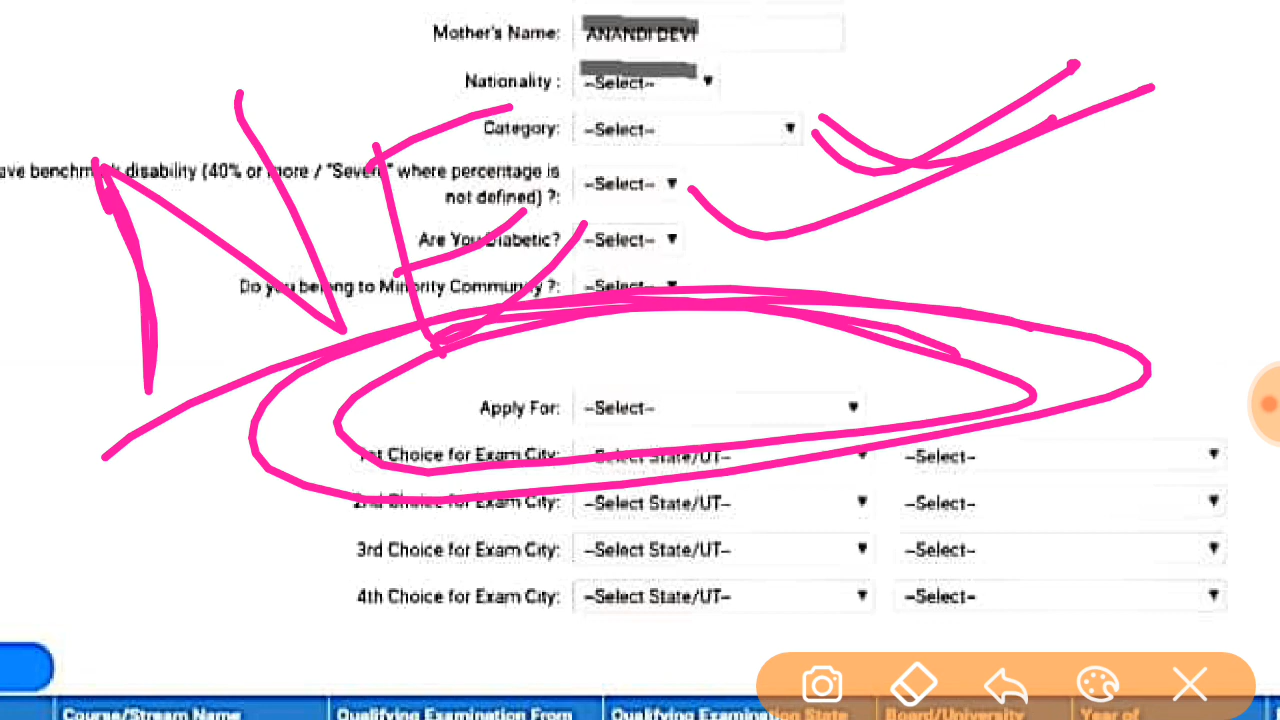 Mother's Name: ANANDI DEVI
Nationality : --Select--
Category: --Select--
ave benchmark disability (40% or more / "Severe" where percentage is
not defined) ?: --Select--
Are You Diabetic? --Select--
Do you belong to Minority Community ?: --Select--
NE
Apply For: --Select--
1st Choice for Exam City: --Select State/UT-- --Select--
2nd Choice for Exam City: --Select State/UT-- --Select--
3rd Choice for Exam City: --Select State/UT-- --Select--
4th Choice for Exam City: --Select State/UT-- --Select--
Course/Stream Name Qualifying Examination From Qualifying Examination State Board/University Year of